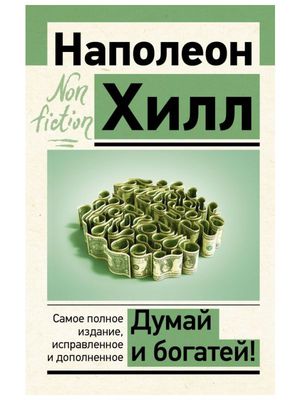 Наполеон
Non
fiction
Хилл
Самое полное
издание,
исправленное
и дополненное
Думай
и богатей!